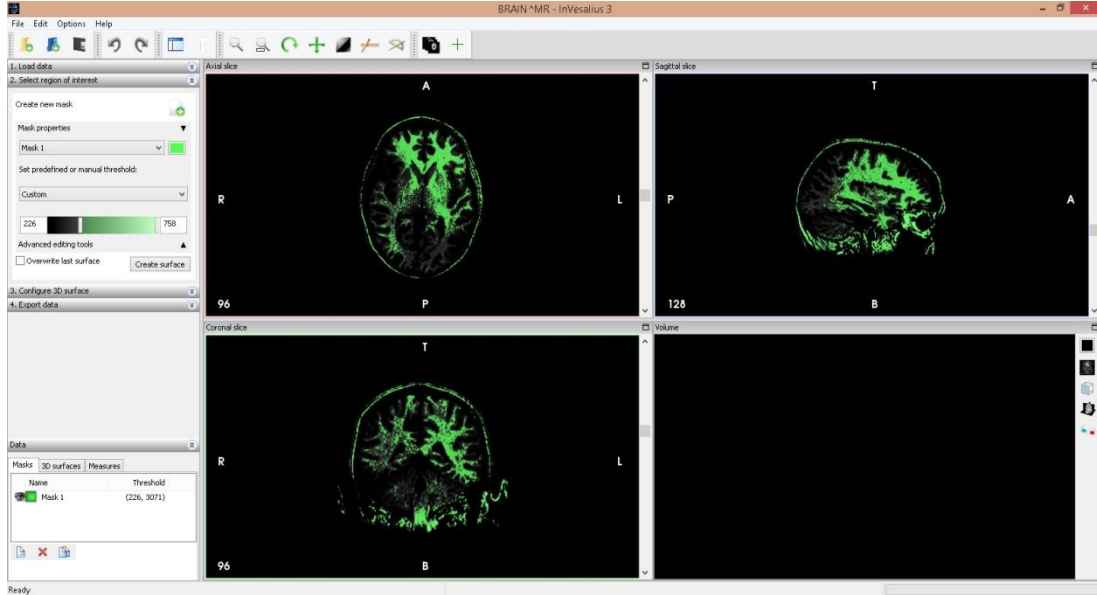 BRAIN ^MR - InVesalius 3
File Edit Options Help
1. Load data
2. Select region of interest
Create new mask
Mask properties
Mask 1
Set predefined or manual threshold:
Custom
226 758
Advanced editing tools
Overwrite last surface Create surface
3. Configure 3D surface
4. Export data
Data
Masks 3D surfaces Measures
Name Threshold
Mask 1 (226, 3071)
Ready
Axial slice
A
R L
96 P
Sagittal slice
T
P A
128 B
Coronal slice
T
R L
96 B
Volume